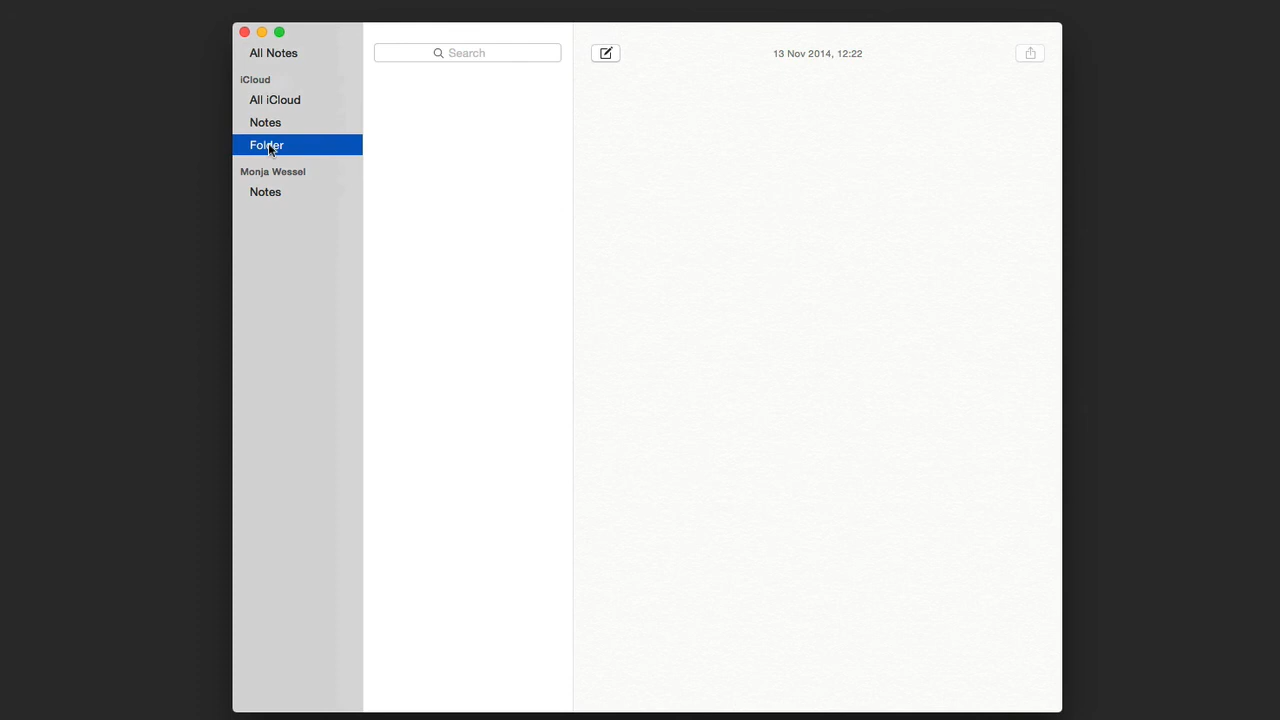 All Notes
iCloud
All iCloud
Notes
Folder
Monja Wessel
Notes
Search
13 Nov 2014, 12:22